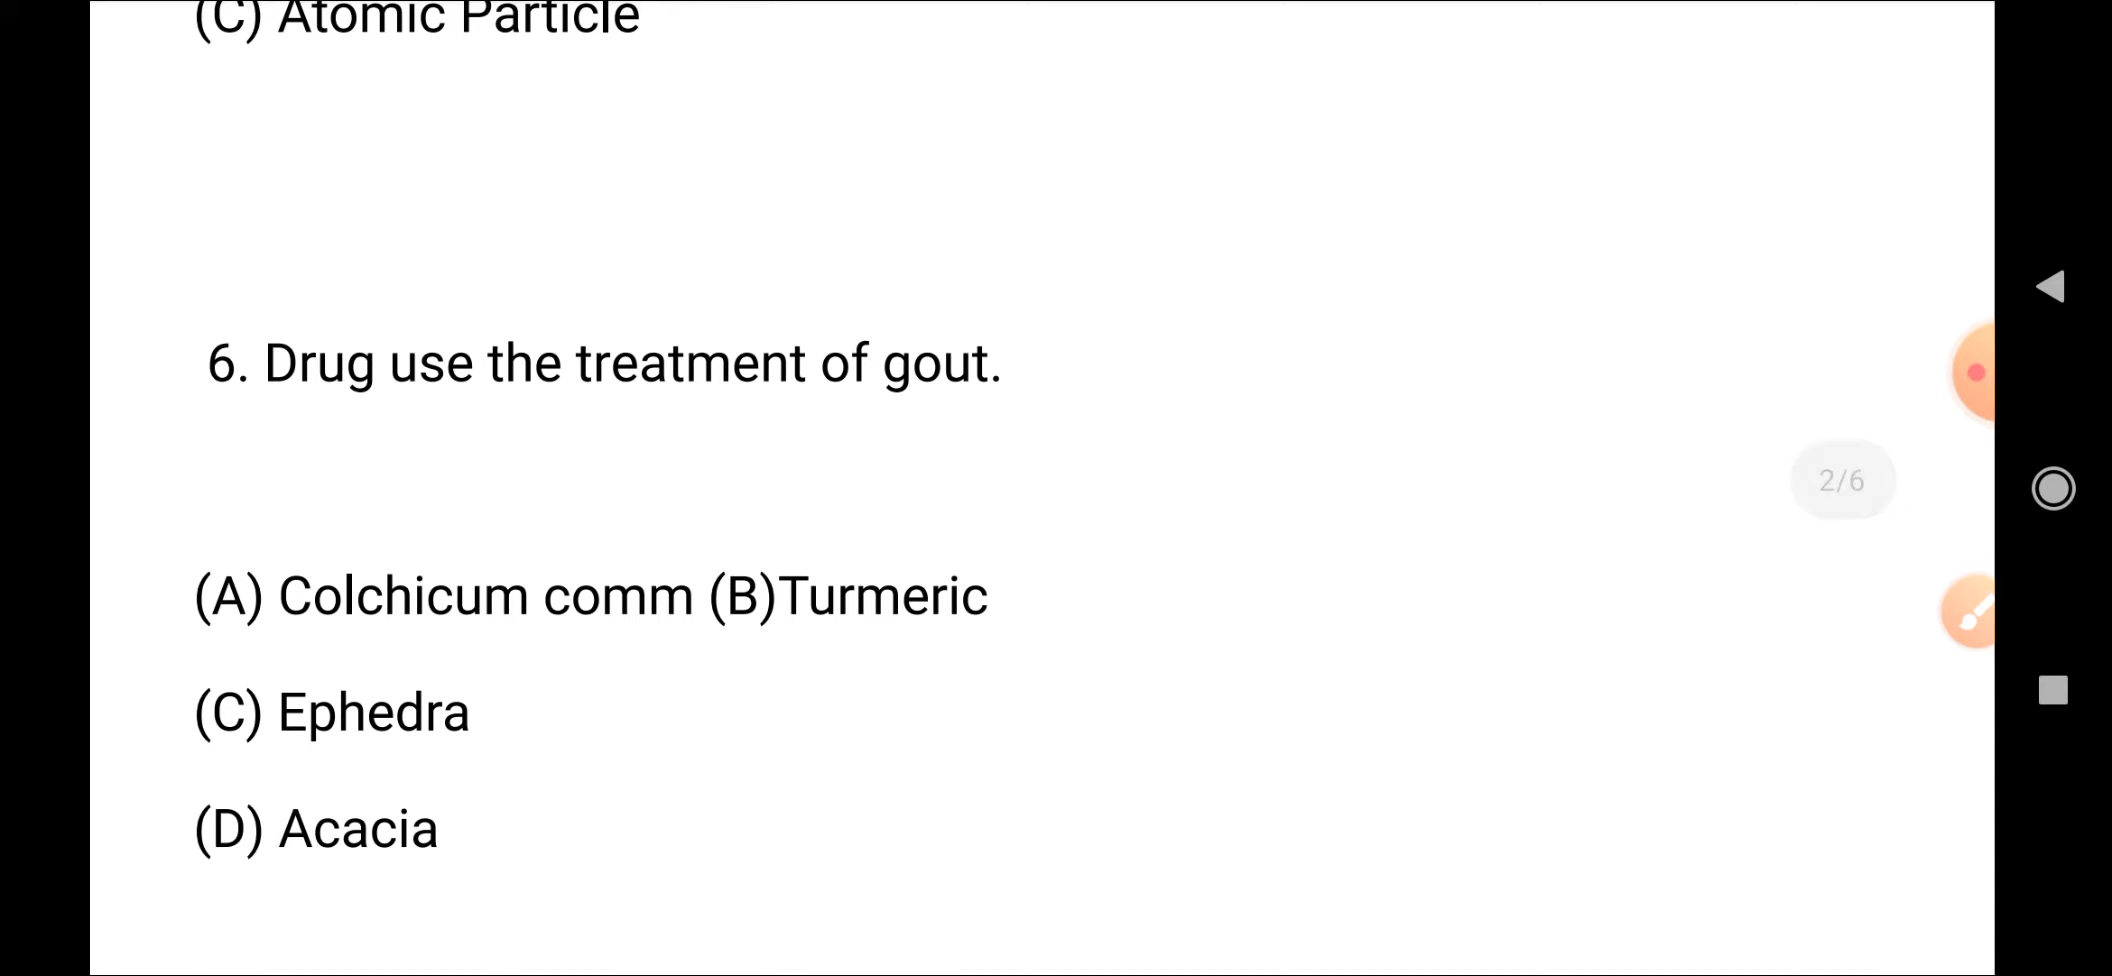 (C) Atomic Particle
6. Drug use the treatment of gout.
2/6
(A) Colchicum comm (B)Turmeric
(C) Ephedra
(D) Acacia